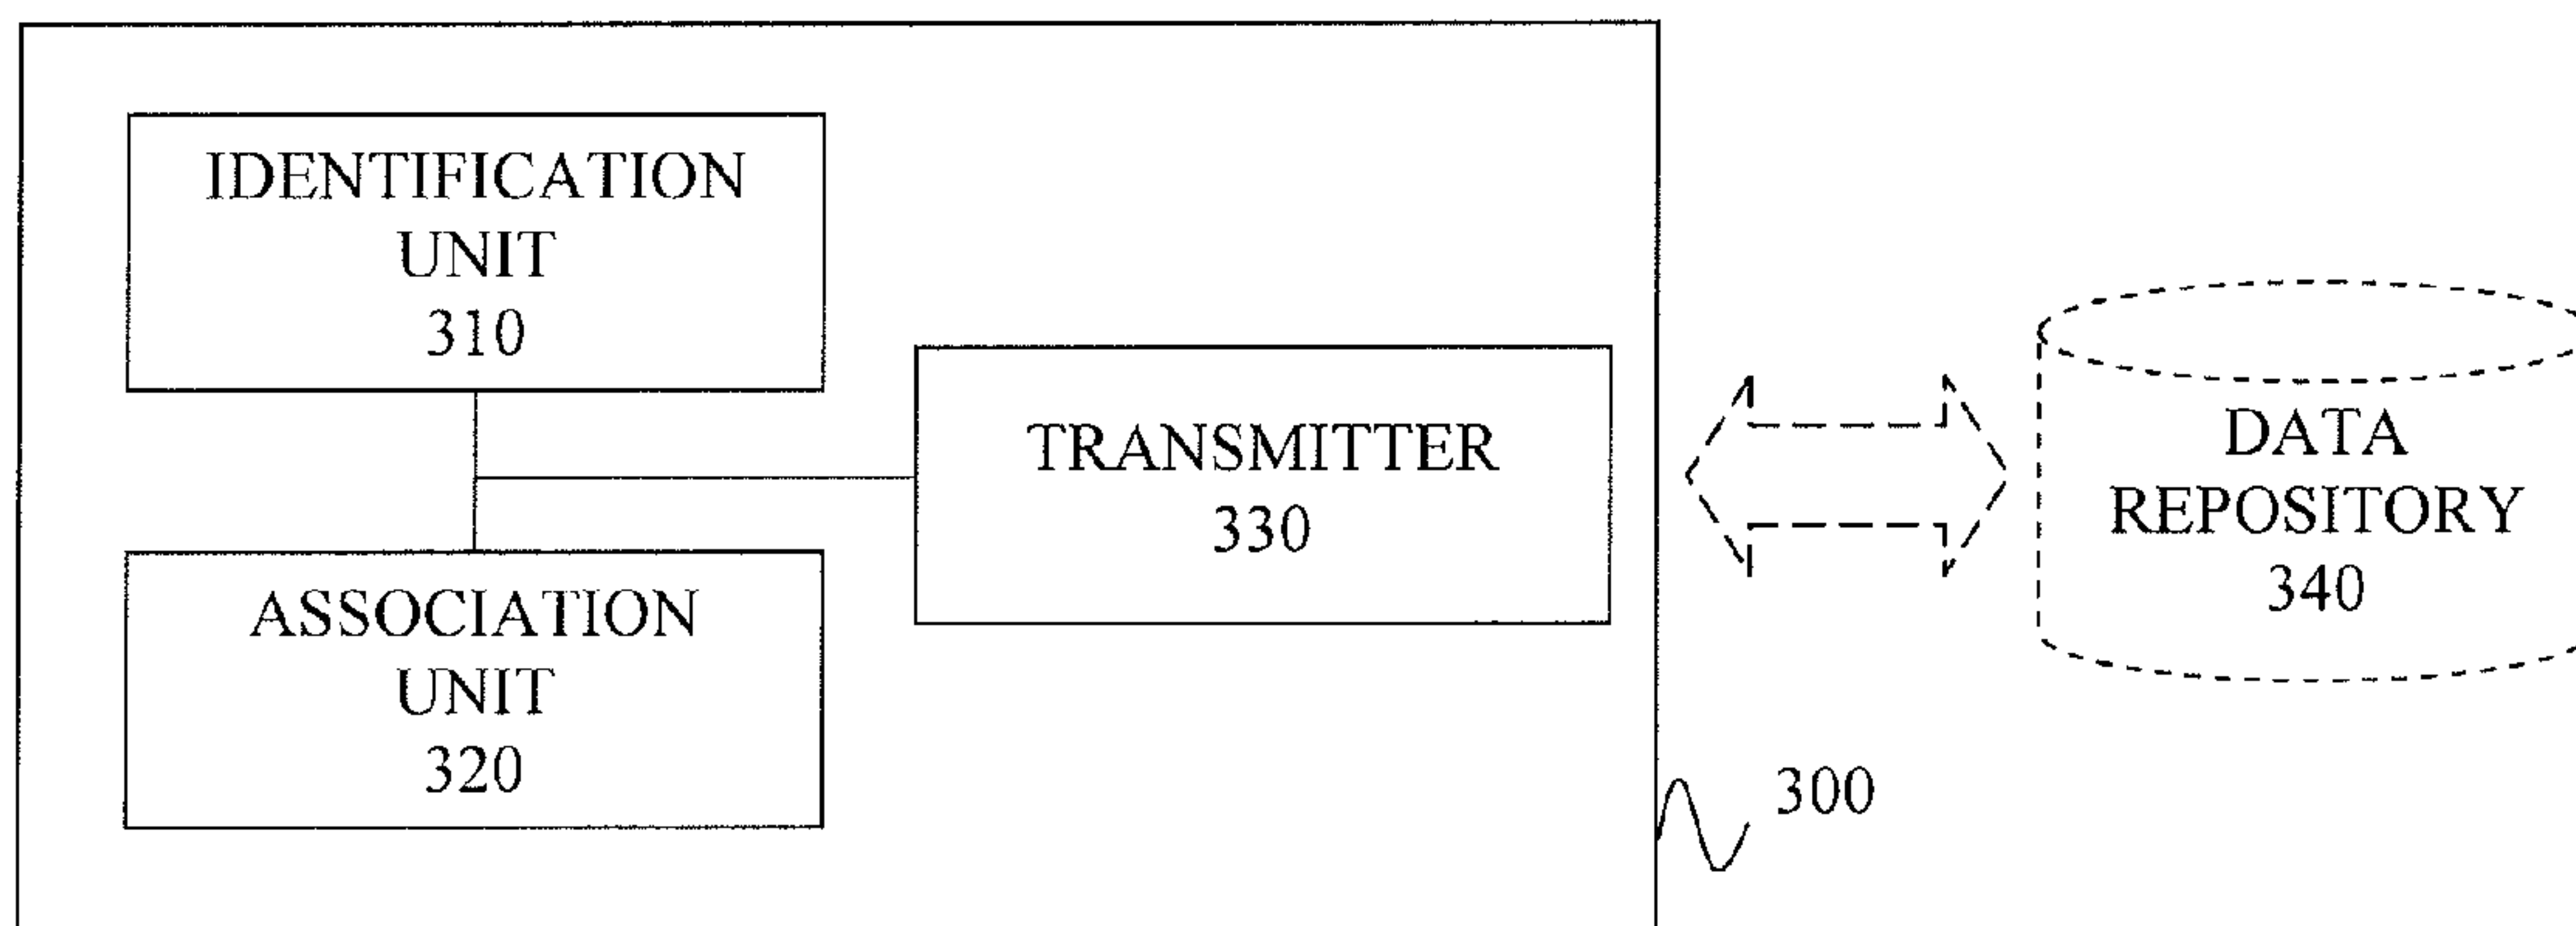 IDENTIFICATION
UNIT
310
TRANSMITTER
330
ASSOCIATION
UNIT
320
DATA
REPOSITORY
340
300